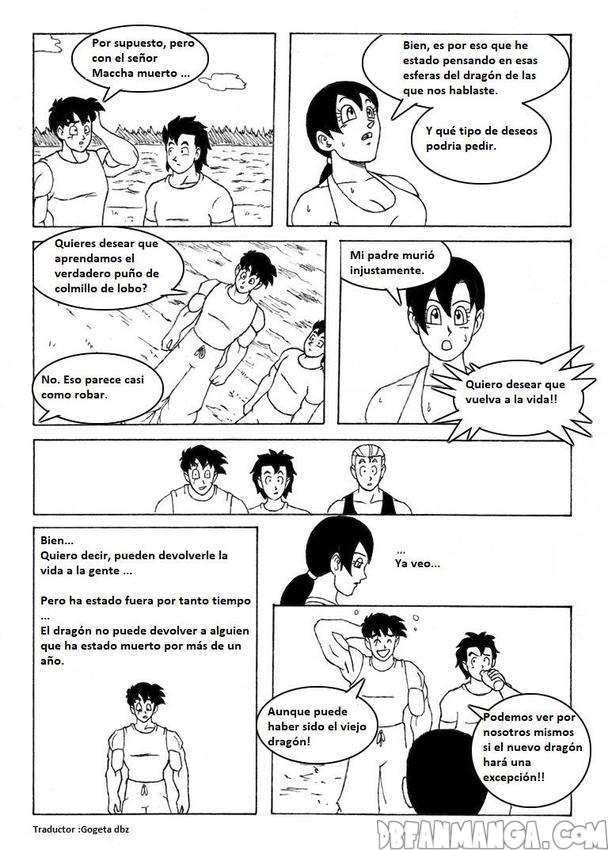 Por supuesto, pero
con el señor
Maccha muerto ...
Bien, es por eso que he
estado pensando en esas
esferas del dragón de las
que nos hablaste.
Y qué tipo de deseos
podria pedir.
Quieres desear que
aprendamos el
verdadero puño de
colmillo de lobo?
No. Eso parece casi
como robar.
Mi padre murió
injustamente.
Quiero desear que
vuelva a la vida!!
Bien...
Quiero decir, pueden devolverle la
vida a la gente ...
Pero ha estado fuera por tanto tiempo
...
El dragón no puede devolver a alguien
que ha estado muerto por más de un
año.
...
Ya veo...
Aunque puede
haber sido el viejo
dragón!
Podemos ver por
nosotros mismos
si el nuevo dragón
hará una
excepción!!
Traductor :Gogeta dbz
DBFANMANGA.COM